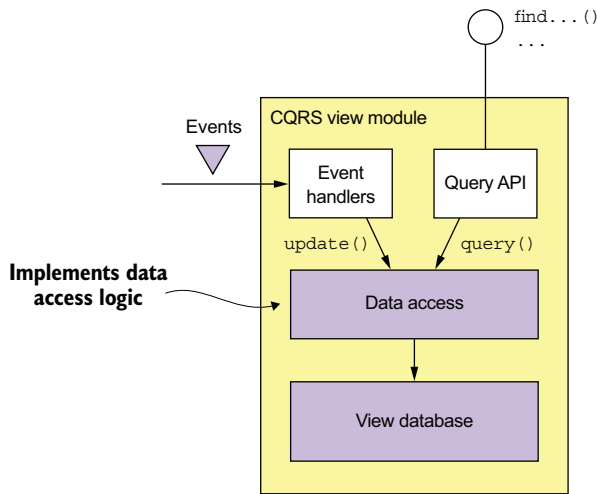 find...()
...
CQRS view module
Events
Event
handlers
Query API
update()
query()
Implements data
access logic
Data access
View database